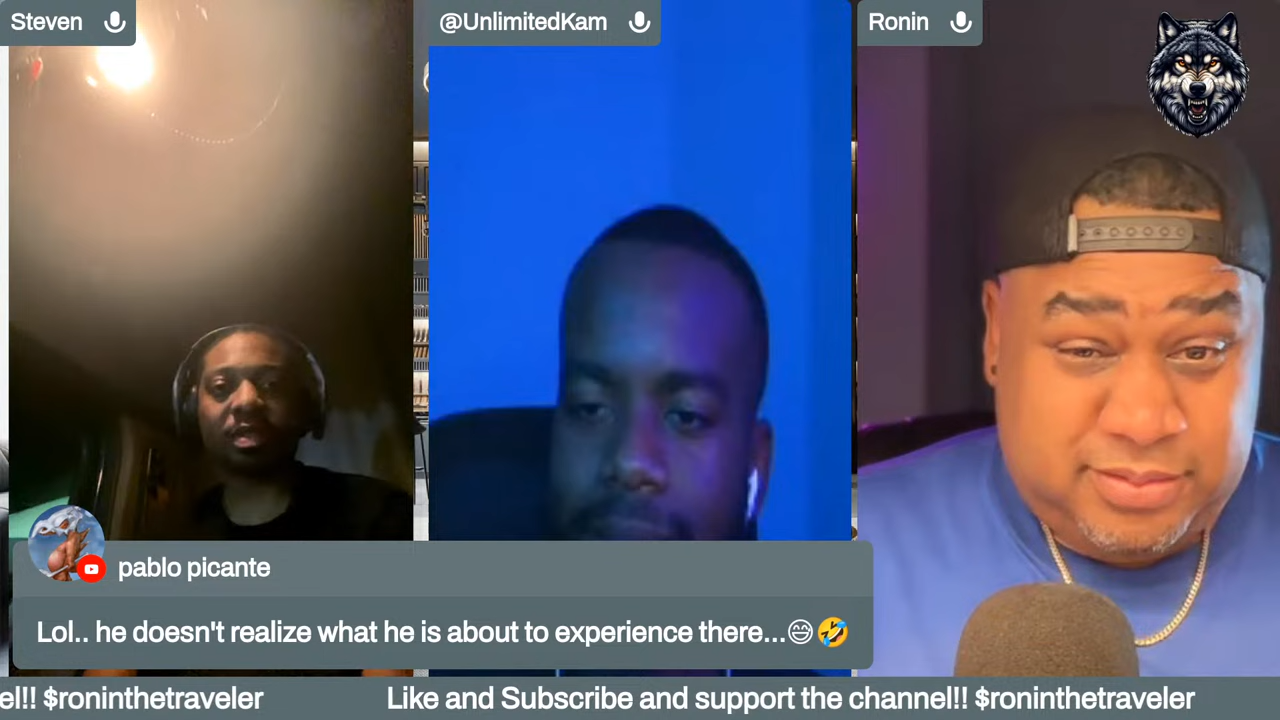 Steven
@UnlimitedKam
Ronin
pablo picante
Lol.. he doesn't realize what he is about to experience there...😅🤣
el!! $roninthetraveler Like and Subscribe and support the channel!! $roninthetraveler